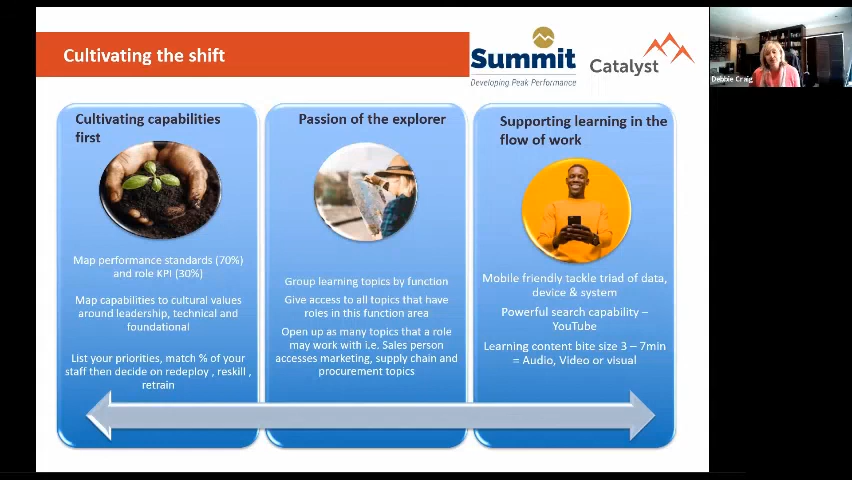 Cultivating the shift
Summit
Developing Peak Performance
Catalyst
Debbie Craig
Cultivating capabilities
first
Map performance standards (70%)
and role KPI (30%)
Map capabilities to cultural values
around leadership, technical and
foundational
List your priorities, match % of your
staff then decide on redeploy , reskill ,
retrain
Passion of the explorer
Group learning topics by function
Give access to all topics that have
roles in this function area
Open up as many topics that a role
may work with i.e. Sales person
accesses marketing, supply chain and
procurement topics
Supporting learning in the
flow of work
Mobile friendly tackle triad of data,
device & system
Powerful search capability –
YouTube
Learning content bite size 3 – 7min
= Audio, Video or visual